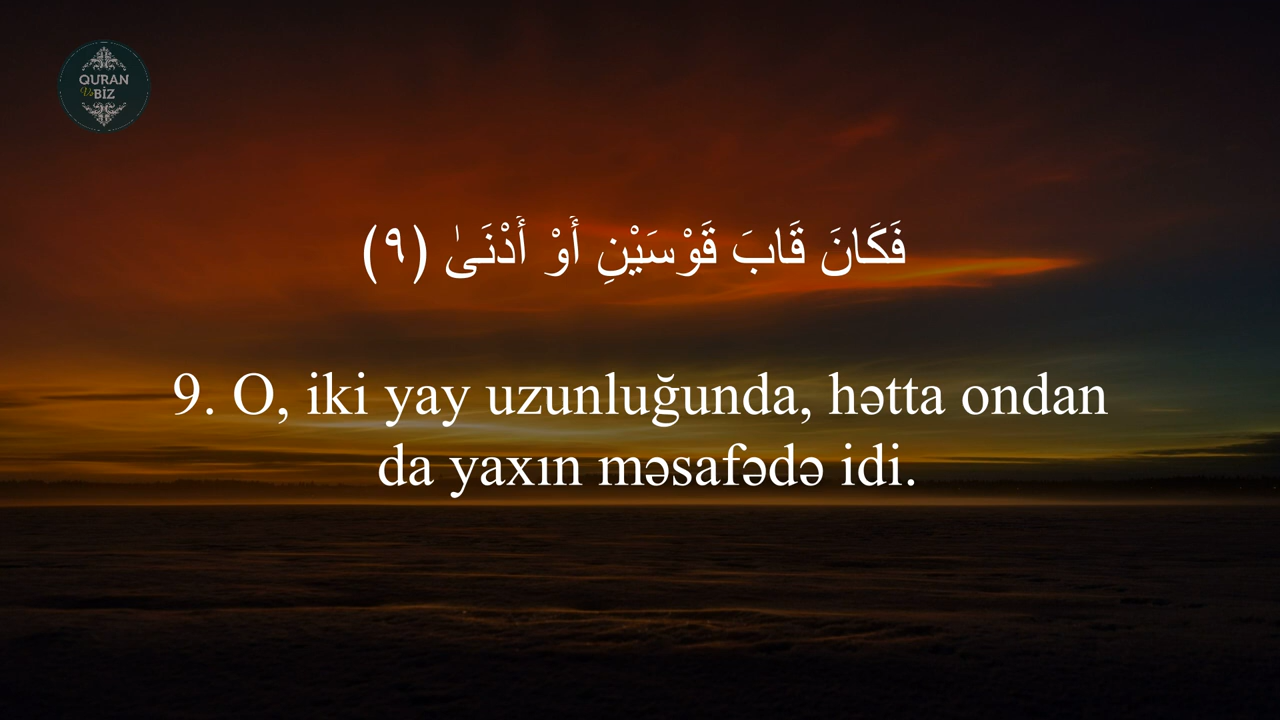 QURAN
Və BİZ
فَكَانَ قَابَ قَوْسَيْنِ أَوْ أَدْنَىٰ ﴿٩﴾
9. O, iki yay uzunluğunda, hətta ondan
da yaxın məsafədə idi.